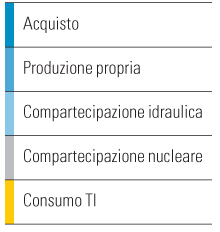 Acquisto
Produzione propria
Compartecipazione idraulica
Compartecipazione nucleare
Consumo TI